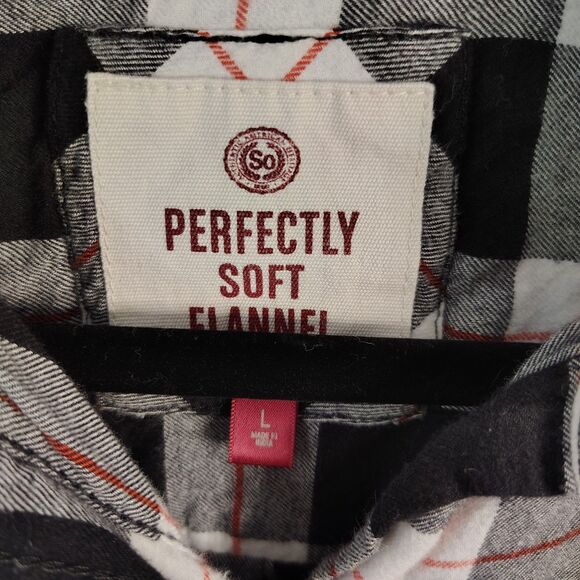 So
PERFECTLY
SOFT
FLANNEL
L
MADE IN
INDIA